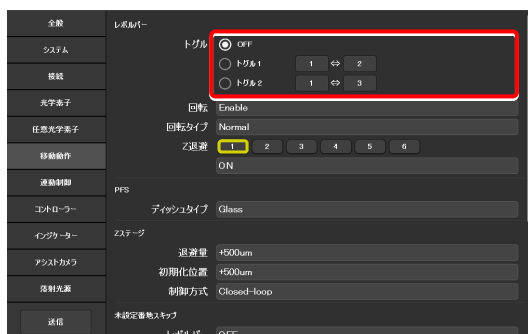 全般
システム
接続
光学素子
任意光学素子
移動動作
連動制御
コントローラー
インジケーター
アシストカメラ
落射光源
送信
レボルバー
トグル OFF
トグル 1 1 ⇔ 2
トグル 2 1 ⇔ 3
回転 Enable
回転タイプ Normal
Z退避 1 2 3 4 5 6
ON
PFS
ディッシュタイプ Glass
Zステージ
退避量 +500um
初期化位置 +500um
制御方式 Closed-loop
未設定番地スキップ
レボルバー OFF